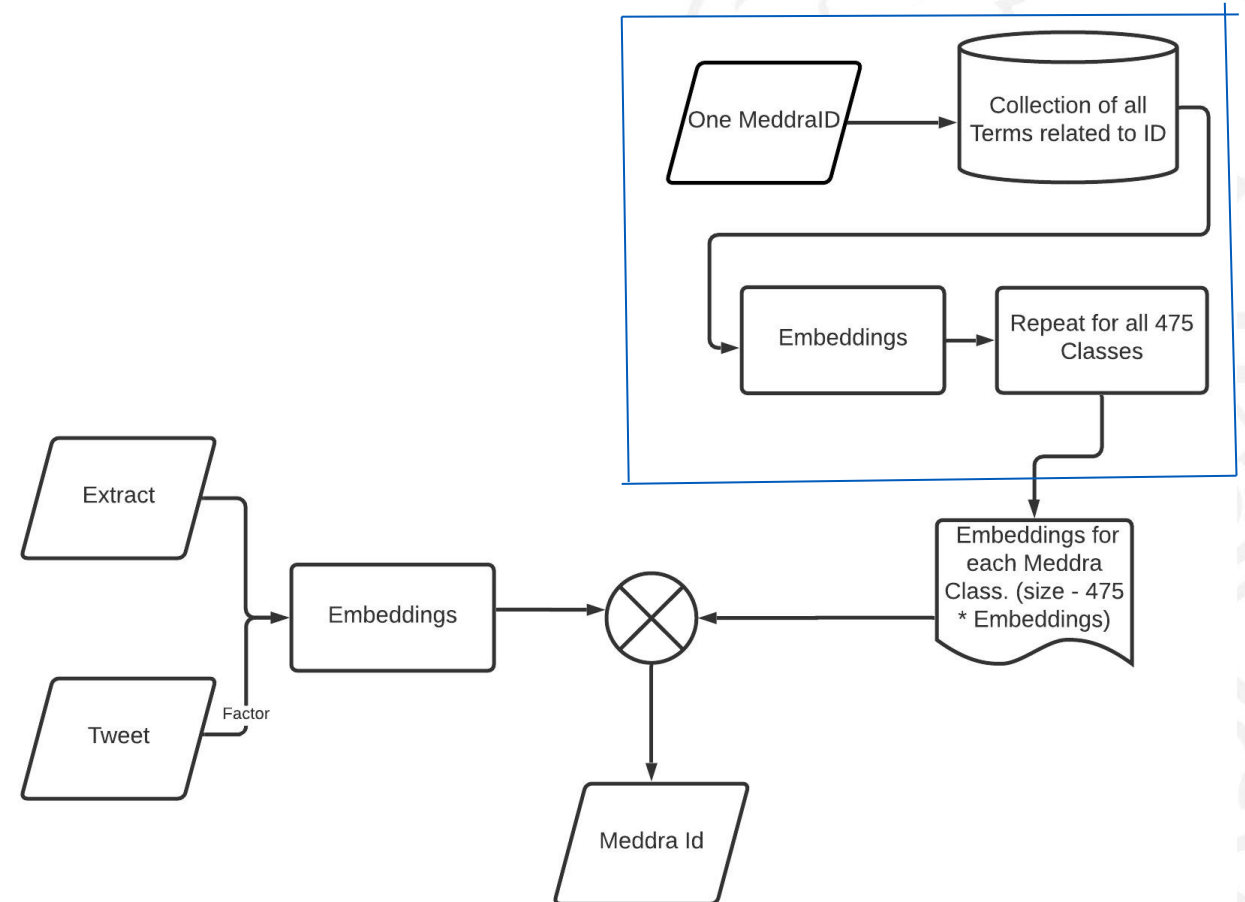 One MeddraID
Collection of all
Terms related to ID
Embeddings
Repeat for all 475
Classes
Extract
Embeddings
Embeddings for
each Meddra
Class. (size - 475
* Embeddings)
Factor
Tweet
Meddra Id